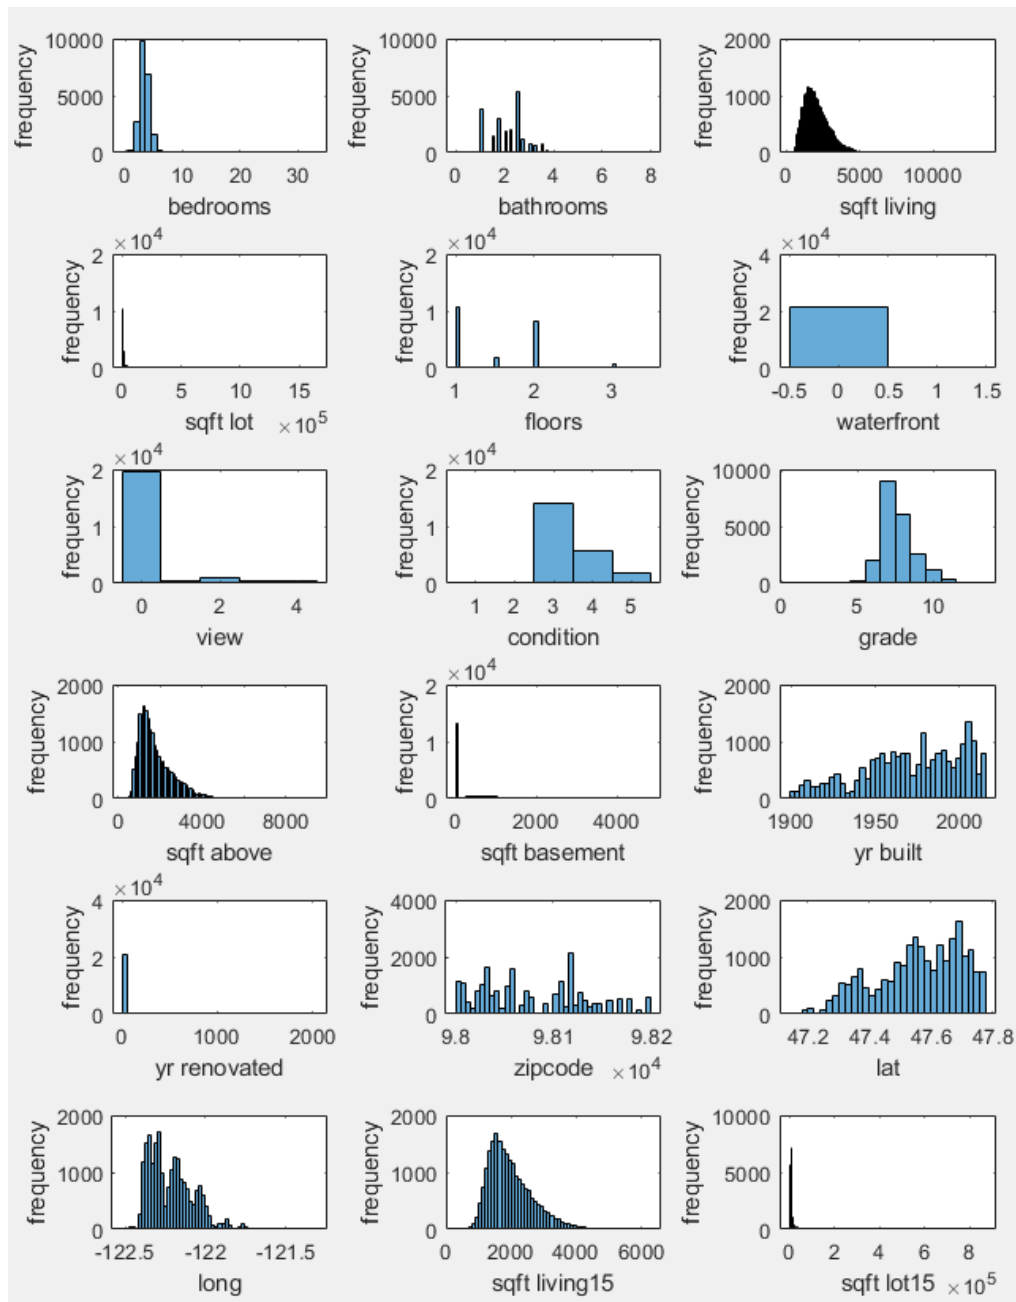 10000
5000
0
frequency
0 10 20 30
bedrooms
10000
5000
0
frequency
0 2 4 6 8
bathrooms
2000
1000
0
frequency
0 5000 10000
sqft living
×10^4
2
1
0
frequency
0 5 10 15
sqft lot ×10^5
×10^4
2
1
0
frequency
1 2 3
floors
×10^4
4
2
0
frequency
-0.5 0 0.5 1 1.5
waterfront
×10^4
2
1
0
frequency
0 2 4
view
×10^4
2
1
0
frequency
1 2 3 4 5
condition
10000
5000
0
frequency
0 5 10
grade
2000
1000
0
frequency
0 4000 8000
sqft above
×10^4
2
1
0
frequency
0 2000 4000
sqft basement
2000
1000
0
frequency
1900 1950 2000
yr built
×10^4
4
2
0
frequency
0 1000 2000
yr renovated
4000
2000
0
frequency
9.8 9.81 9.82
zipcode ×10^4
2000
1000
0
frequency
47.2 47.4 47.6 47.8
lat
2000
1000
0
frequency
-122.5 -122 -121.5
long
2000
1000
0
frequency
0 2000 4000 6000
sqft living15
10000
5000
0
frequency
0 2 4 6 8
sqft lot15 ×10^5